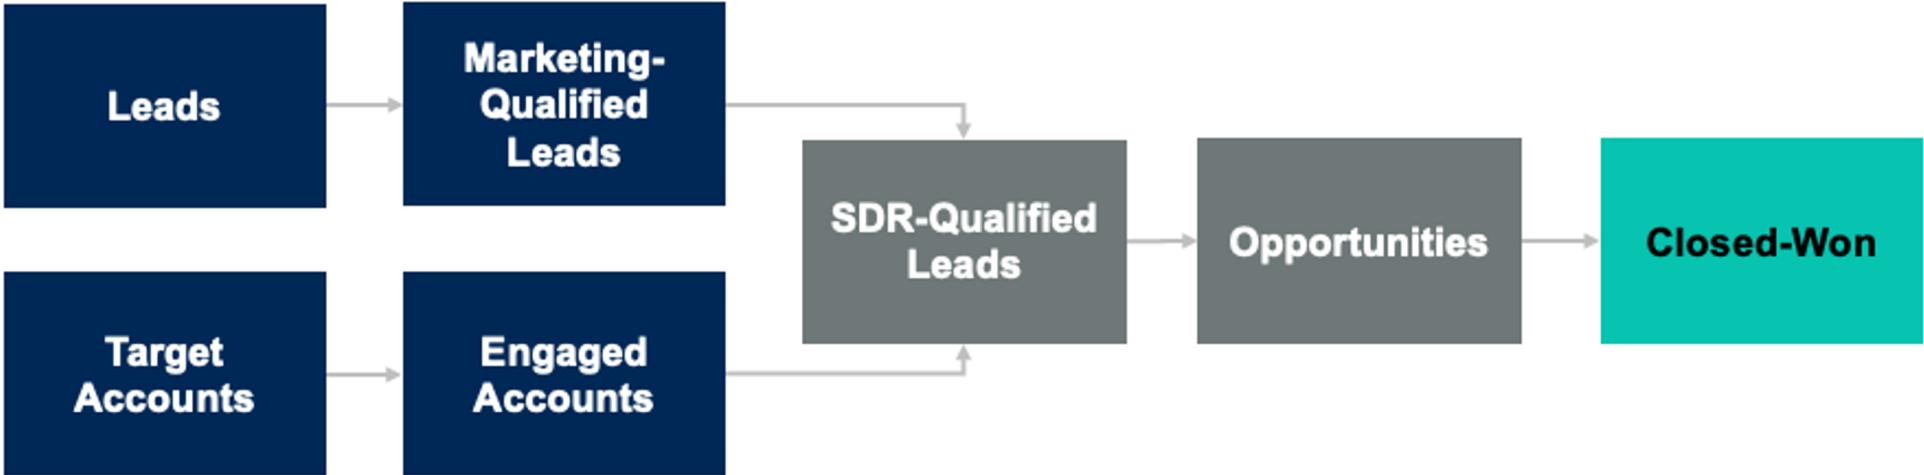 Leads
Marketing-
Qualified
Leads
SDR-Qualified
Leads
Opportunities
Closed-Won
Target
Accounts
Engaged
Accounts